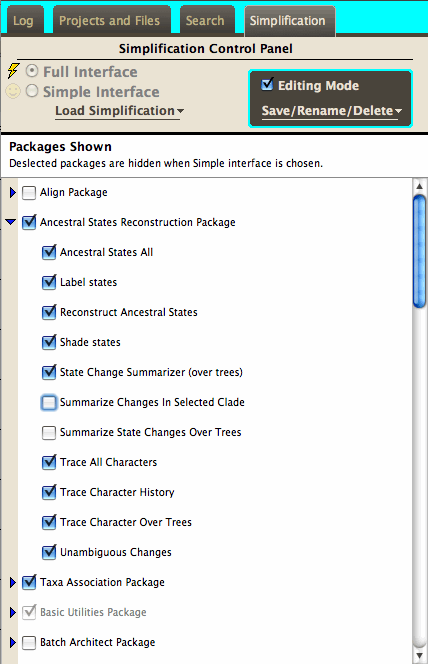 Log Projects and Files Search Simplification
Simplification Control Panel
Full Interface
Simple Interface
Load Simplification
Editing Mode
Save/Rename/Delete
Packages Shown
Deslected packages are hidden when Simple interface is chosen.
Align Package
Ancestral States Reconstruction Package
Ancestral States All
Label states
Reconstruct Ancestral States
Shade states
State Change Summarizer (over trees)
Summarize Changes In Selected Clade
Summarize State Changes Over Trees
Trace All Characters
Trace Character History
Trace Character Over Trees
Unambiguous Changes
Taxa Association Package
Basic Utilities Package
Batch Architect Package